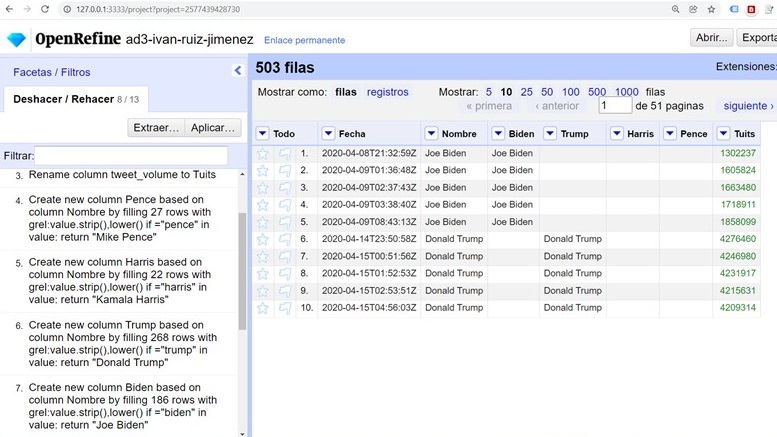 127.0.0.1:3333/project?project=2577439428730
OpenRefine ad3-ivan-ruiz-jimenez Enlace permanente Abrir... Exporta
Facetas / Filtros
Deshacer / Rehacer 8 / 13
Extraer... Aplicar...
Filtrar:
3. Rename column tweet_volume to Tuits
4. Create new column Pence based on
column Nombre by filling 27 rows with
grel:value.strip(),lower() if ="pence" in
value: return "Mike Pence"
5. Create new column Harris based on
column Nombre by filling 22 rows with
grel:value.strip(),lower() if ="harris" in
value: return "Kamala Harris"
6. Create new column Trump based on
column Nombre by filling 268 rows with
grel:value.strip(),lower() if ="trump" in
value: return "Donald Trump"
7. Create new column Biden based on
column Nombre by filling 186 rows with
grel:value.strip(),lower() if ="biden" in
value: return "Joe Biden"
503 filas Extensiones:
Mostrar como: filas registros Mostrar: 5 10 25 50 100 500 1000 filas
« primera ‹ anterior 1 de 51 paginas siguiente ›
Todo Fecha Nombre Biden Trump Harris Pence Tuits
1. 2020-04-08T21:32:59Z Joe Biden Joe Biden 1302237
2. 2020-04-09T01:36:48Z Joe Biden Joe Biden 1605824
3. 2020-04-09T02:37:43Z Joe Biden Joe Biden 1663480
4. 2020-04-09T03:38:40Z Joe Biden Joe Biden 1718911
5. 2020-04-09T08:43:13Z Joe Biden Joe Biden 1858099
6. 2020-04-14T23:50:58Z Donald Trump Donald Trump 4276460
7. 2020-04-15T00:51:56Z Donald Trump Donald Trump 4246980
8. 2020-04-15T01:52:53Z Donald Trump Donald Trump 4231917
9. 2020-04-15T02:53:51Z Donald Trump Donald Trump 4215631
10. 2020-04-15T04:56:03Z Donald Trump Donald Trump 4209314